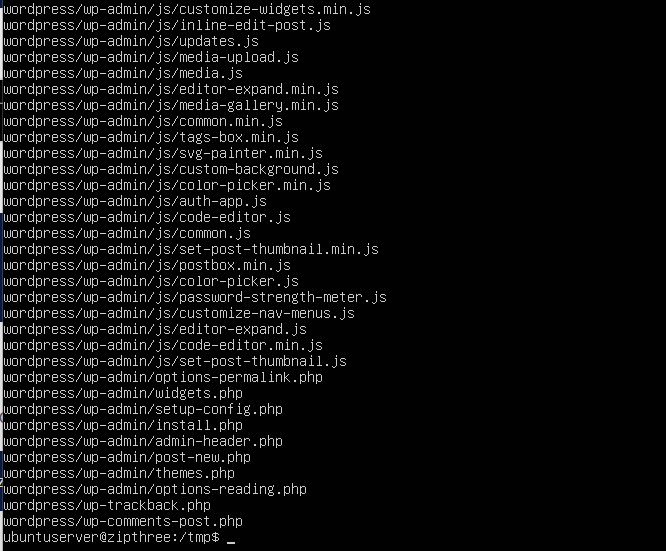 wordpress/wp-admin/js/customize-widgets.min.js
wordpress/wp-admin/js/inline-edit-post.js
wordpress/wp-admin/js/updates.js
wordpress/wp-admin/js/media-upload.js
wordpress/wp-admin/js/media.js
wordpress/wp-admin/js/editor-expand.min.js
wordpress/wp-admin/js/media-gallery.min.js
wordpress/wp-admin/js/common.min.js
wordpress/wp-admin/js/tags-box.min.js
wordpress/wp-admin/js/svg-painter.min.js
wordpress/wp-admin/js/custom-background.js
wordpress/wp-admin/js/color-picker.min.js
wordpress/wp-admin/js/auth-app.js
wordpress/wp-admin/js/code-editor.js
wordpress/wp-admin/js/common.js
wordpress/wp-admin/js/set-post-thumbnail.min.js
wordpress/wp-admin/js/postbox.min.js
wordpress/wp-admin/js/color-picker.js
wordpress/wp-admin/js/password-strength-meter.js
wordpress/wp-admin/js/customize-nav-menus.js
wordpress/wp-admin/js/editor-expand.js
wordpress/wp-admin/js/code-editor.min.js
wordpress/wp-admin/js/set-post-thumbnail.js
wordpress/wp-admin/options-permalink.php
wordpress/wp-admin/widgets.php
wordpress/wp-admin/setup-config.php
wordpress/wp-admin/install.php
wordpress/wp-admin/admin-header.php
wordpress/wp-admin/post-new.php
wordpress/wp-admin/themes.php
wordpress/wp-admin/options-reading.php
wordpress/wp-trackback.php
wordpress/wp-comments-post.php
ubuntuserver@zipthree:/tmp$ _